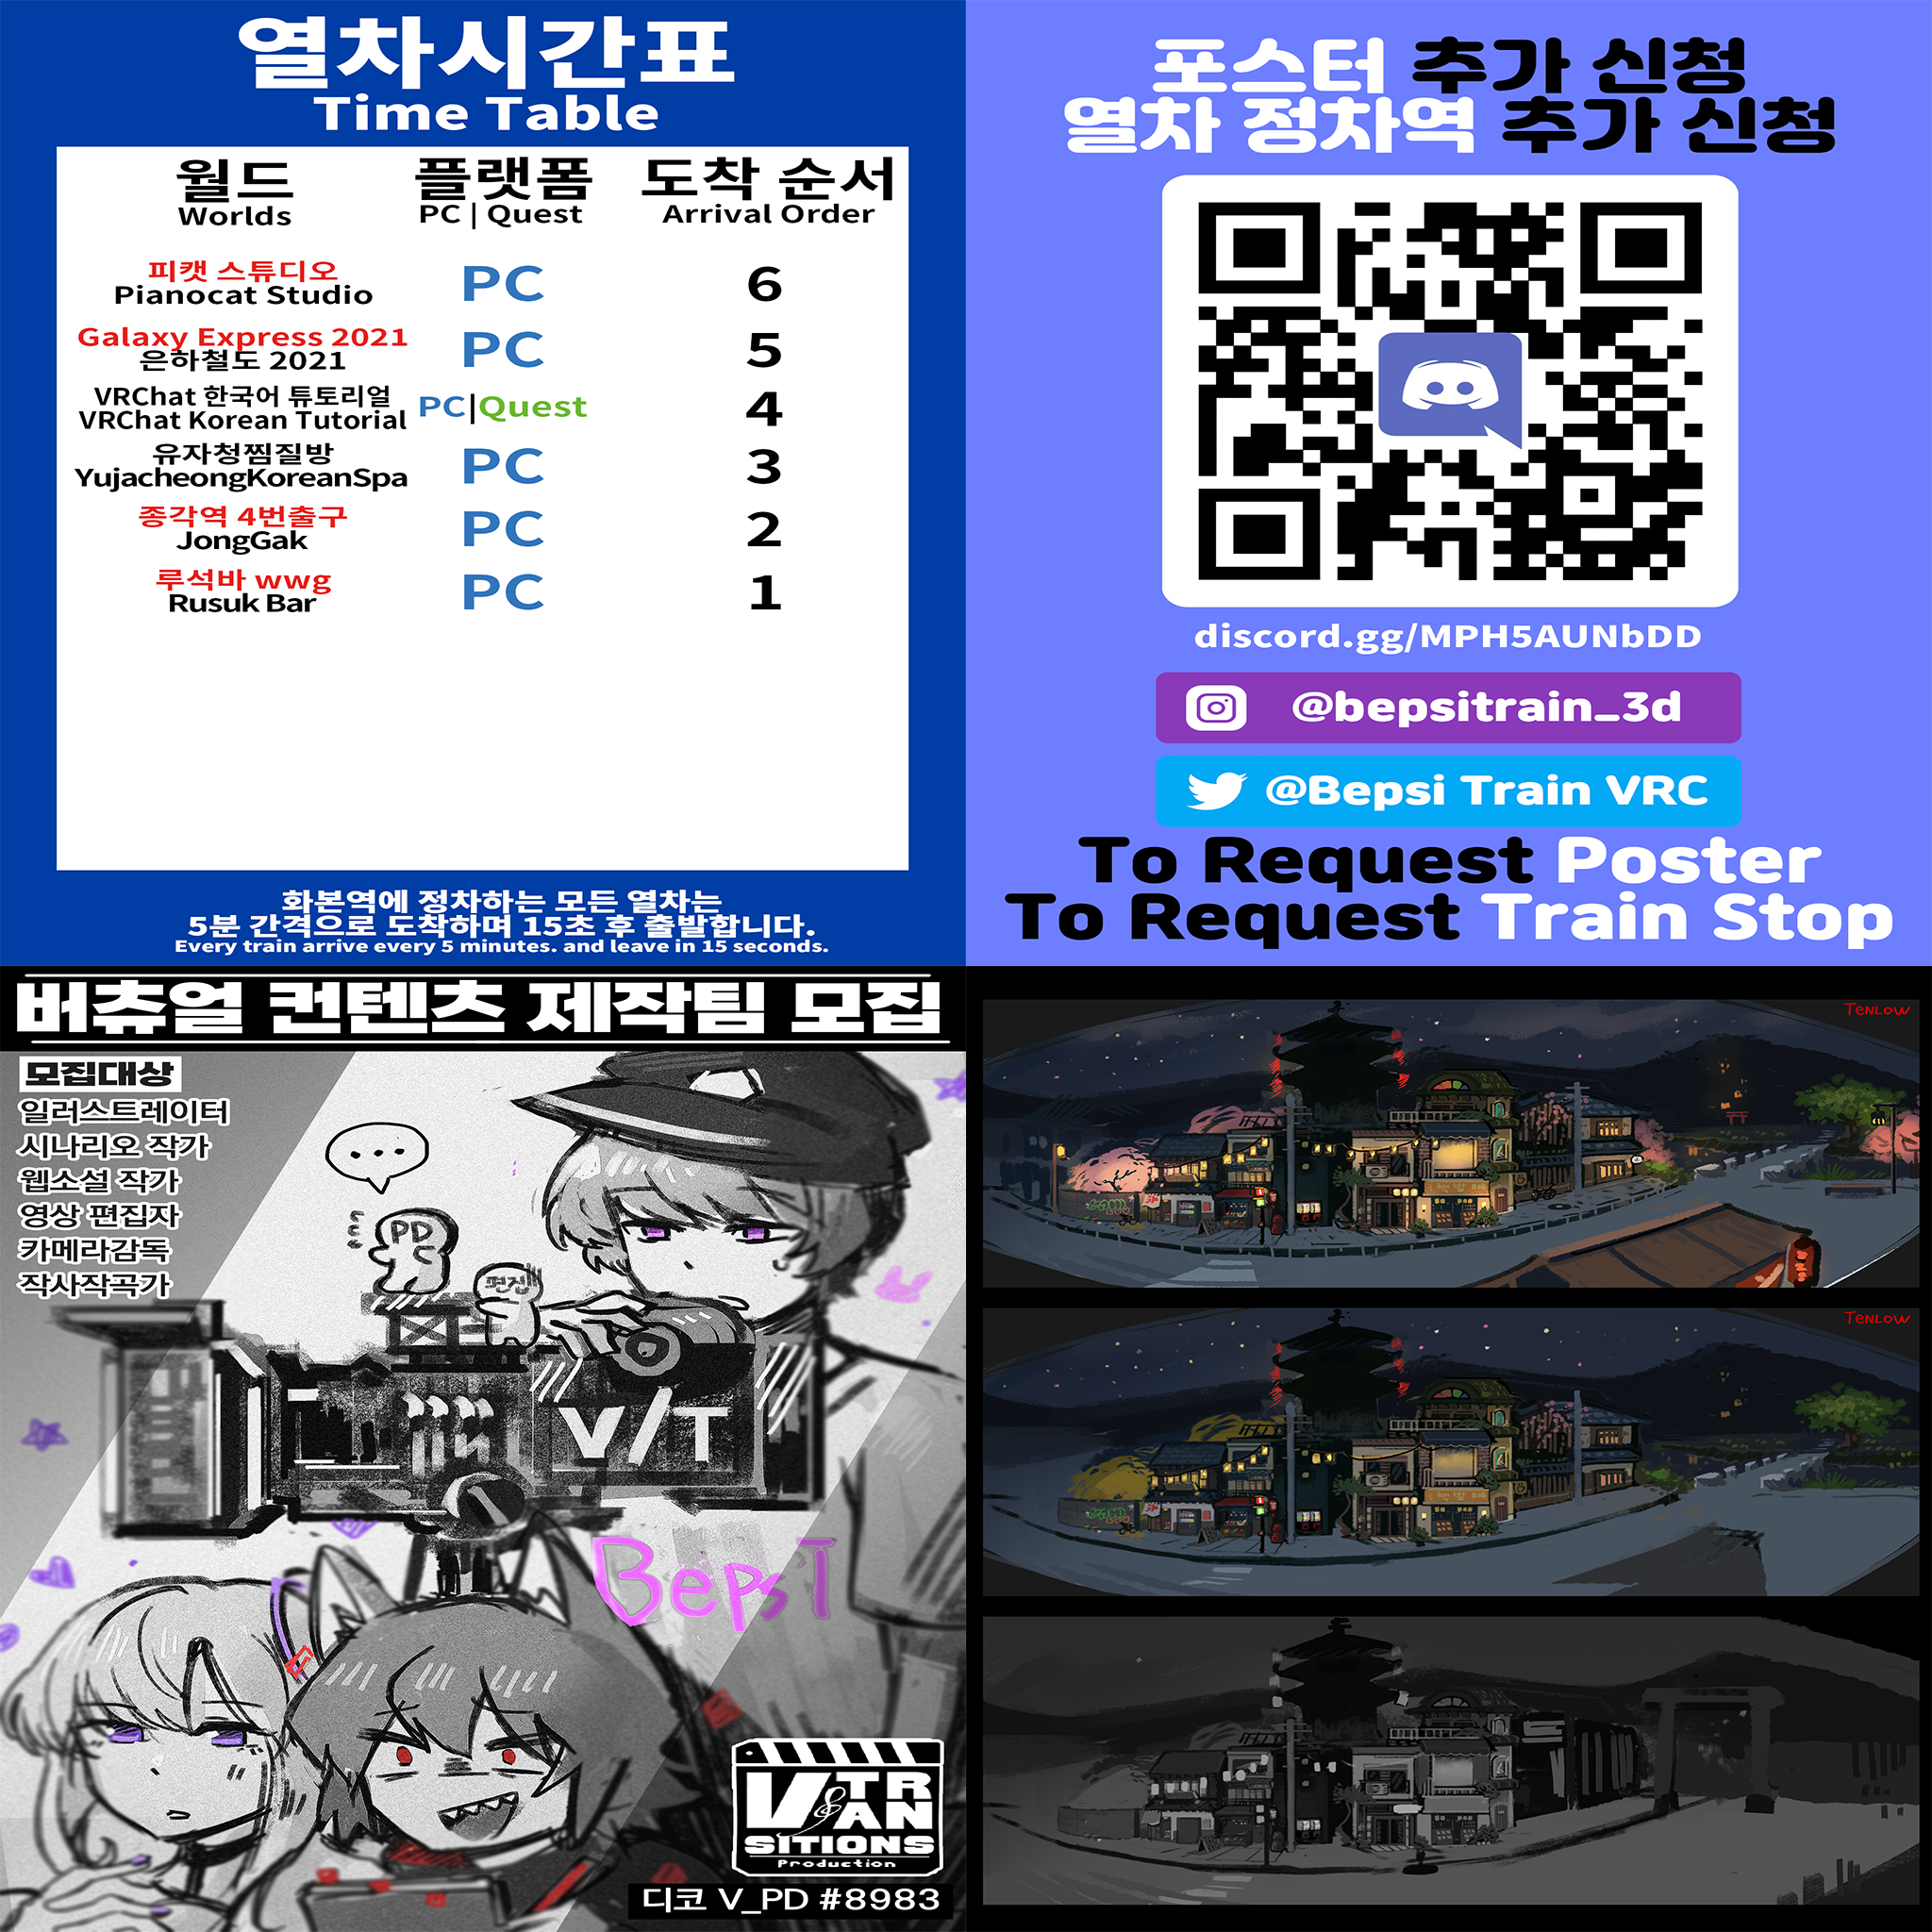 열차시간표
Time Table
월드 플랫폼 도착 순서
Worlds PC | Quest Arrival Order
피캣 스튜디오
Pianocat Studio PC 6
Galaxy Express 2021
은하철도 2021 PC 5
VRChat 한국어 튜토리얼
VRChat Korean Tutorial PC|Quest 4
유자청찜질방
YujacheongKoreanSpa PC 3
종각역 4번출구
JongGak PC 2
루석바 wwg
Rusuk Bar PC 1
화본역에 정차하는 모든 열차는
5분 간격으로 도착하며 15초 후 출발합니다.
Every train arrive every 5 minutes. and leave in 15 seconds.
포스터 추가 신청
열차 정차역 추가 신청
discord.gg/MPH5AUNbDD
@bepsitrain_3d
@Bepsi Train VRC
To Request Poster
To Request Train Stop
버츄얼 컨텐츠 제작팀 모집
모집대상
일러스트레이터
시나리오 작가
웹소설 작가
영상 편집자
카메라감독
작사작곡가
PD
편집
V/T
BepsI
V&TRAN
SITIONS
Production
디코 V_PD #8983
TENLOW
TENLOW